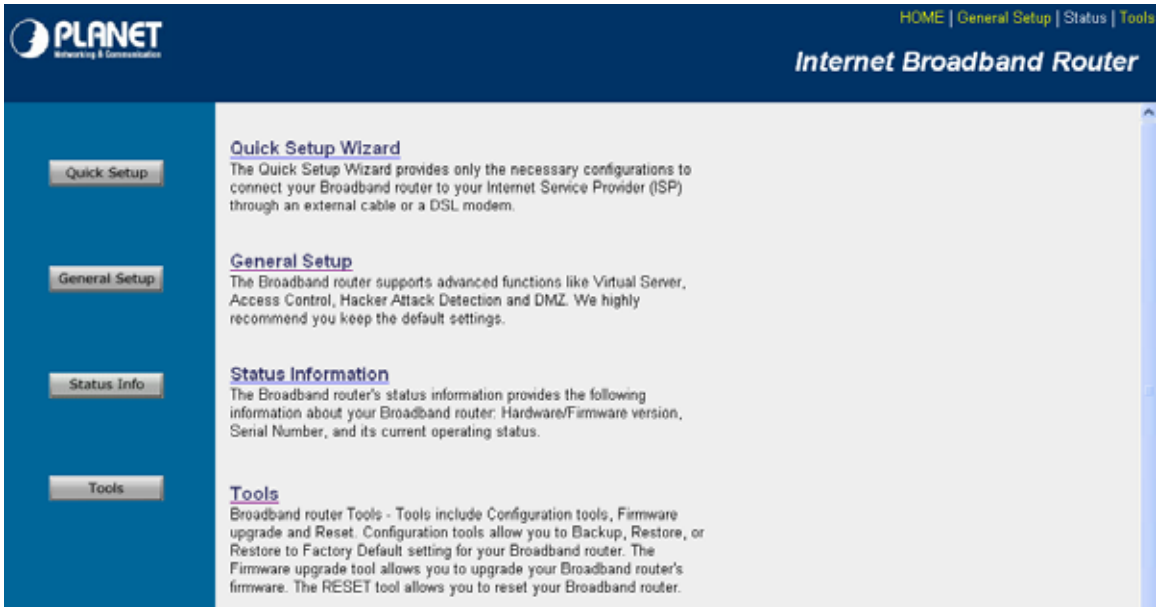 PLANET
Networking & Communication
HOME | General Setup | Status | Tools
Internet Broadband Router
Quick Setup
General Setup
Status Info
Tools
Quick Setup Wizard
The Quick Setup Wizard provides only the necessary configurations to
connect your Broadband router to your Internet Service Provider (ISP)
through an external cable or a DSL modem.
General Setup
The Broadband router supports advanced functions like Virtual Server,
Access Control, Hacker Attack Detection and DMZ. We highly
recommend you keep the default settings.
Status Information
The Broadband router's status information provides the following
information about your Broadband router: Hardware/Firmware version,
Serial Number, and its current operating status.
Tools
Broadband router Tools - Tools include Configuration tools, Firmware
upgrade and Reset. Configuration tools allow you to Backup, Restore, or
Restore to Factory Default setting for your Broadband router. The
Firmware upgrade tool allows you to upgrade your Broadband router's
firmware. The RESET tool allows you to reset your Broadband router.